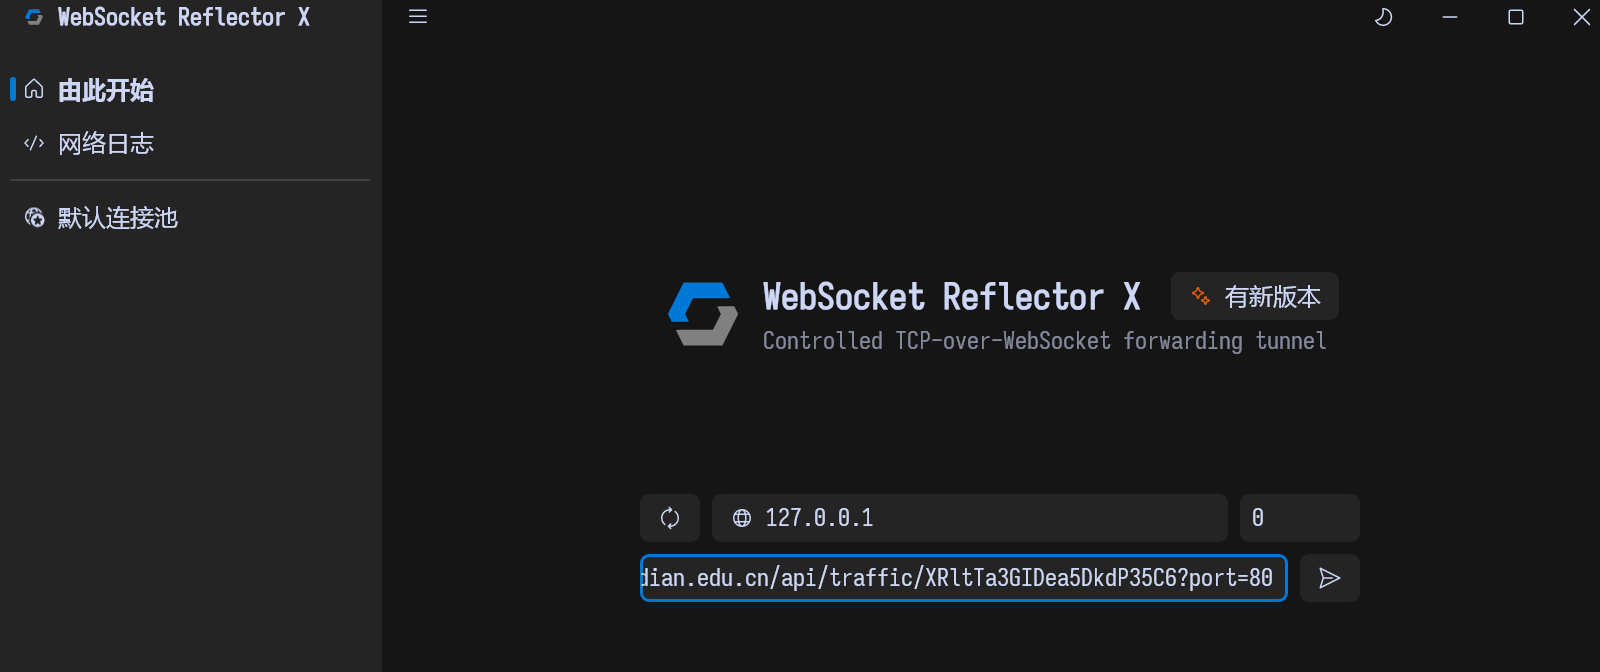 WebSocket Reflector X
由此开始
网络日志
默认连接池
WebSocket Reflector X
有新版本
Controlled TCP-over-WebSocket forwarding tunnel
127.0.0.1
0
dian.edu.cn/api/traffic/XRltTa3GIDea5DkdP35C6?port=80